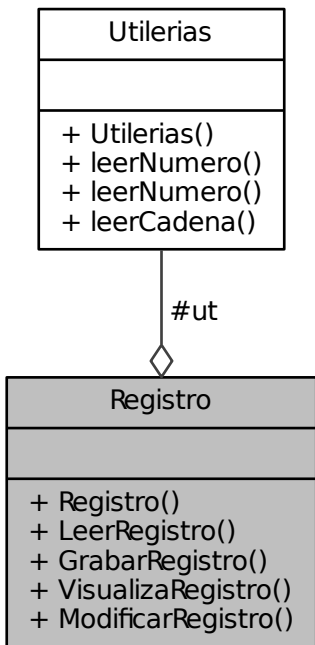 Utilerias
+ Utilerias()
+ leerNumero()
+ leerNumero()
+ leerCadena()
#ut
Registro
+ Registro()
+ LeerRegistro()
+ GrabarRegistro()
+ VisualizaRegistro()
+ ModificarRegistro()